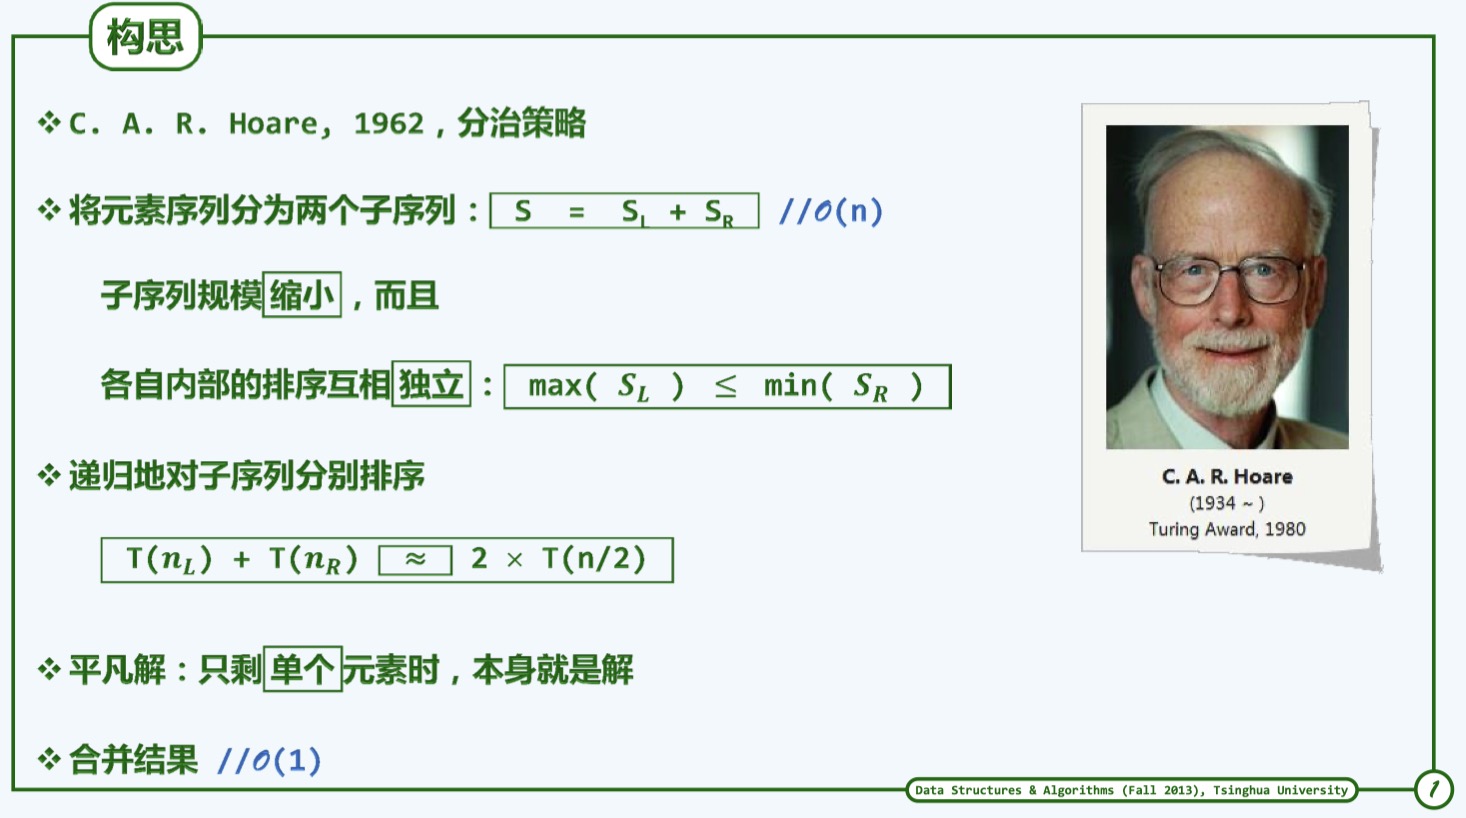 构思
❖ C. A. R. Hoare, 1962，分治策略
❖ 将元素序列分为两个子序列：S = S_L + S_R //O(n)
子序列规模缩小，而且
各自内部的排序互相独立：max( S_L ) ≤ min( S_R )
❖ 递归地对子序列分别排序
T(n_L) + T(n_R) ≈ 2 × T(n/2)
❖ 平凡解：只剩单个元素时，本身就是解
❖ 合并结果 //O(1)
C. A. R. Hoare
(1934 ~ )
Turing Award, 1980
Data Structures & Algorithms (Fall 2013), Tsinghua University
1